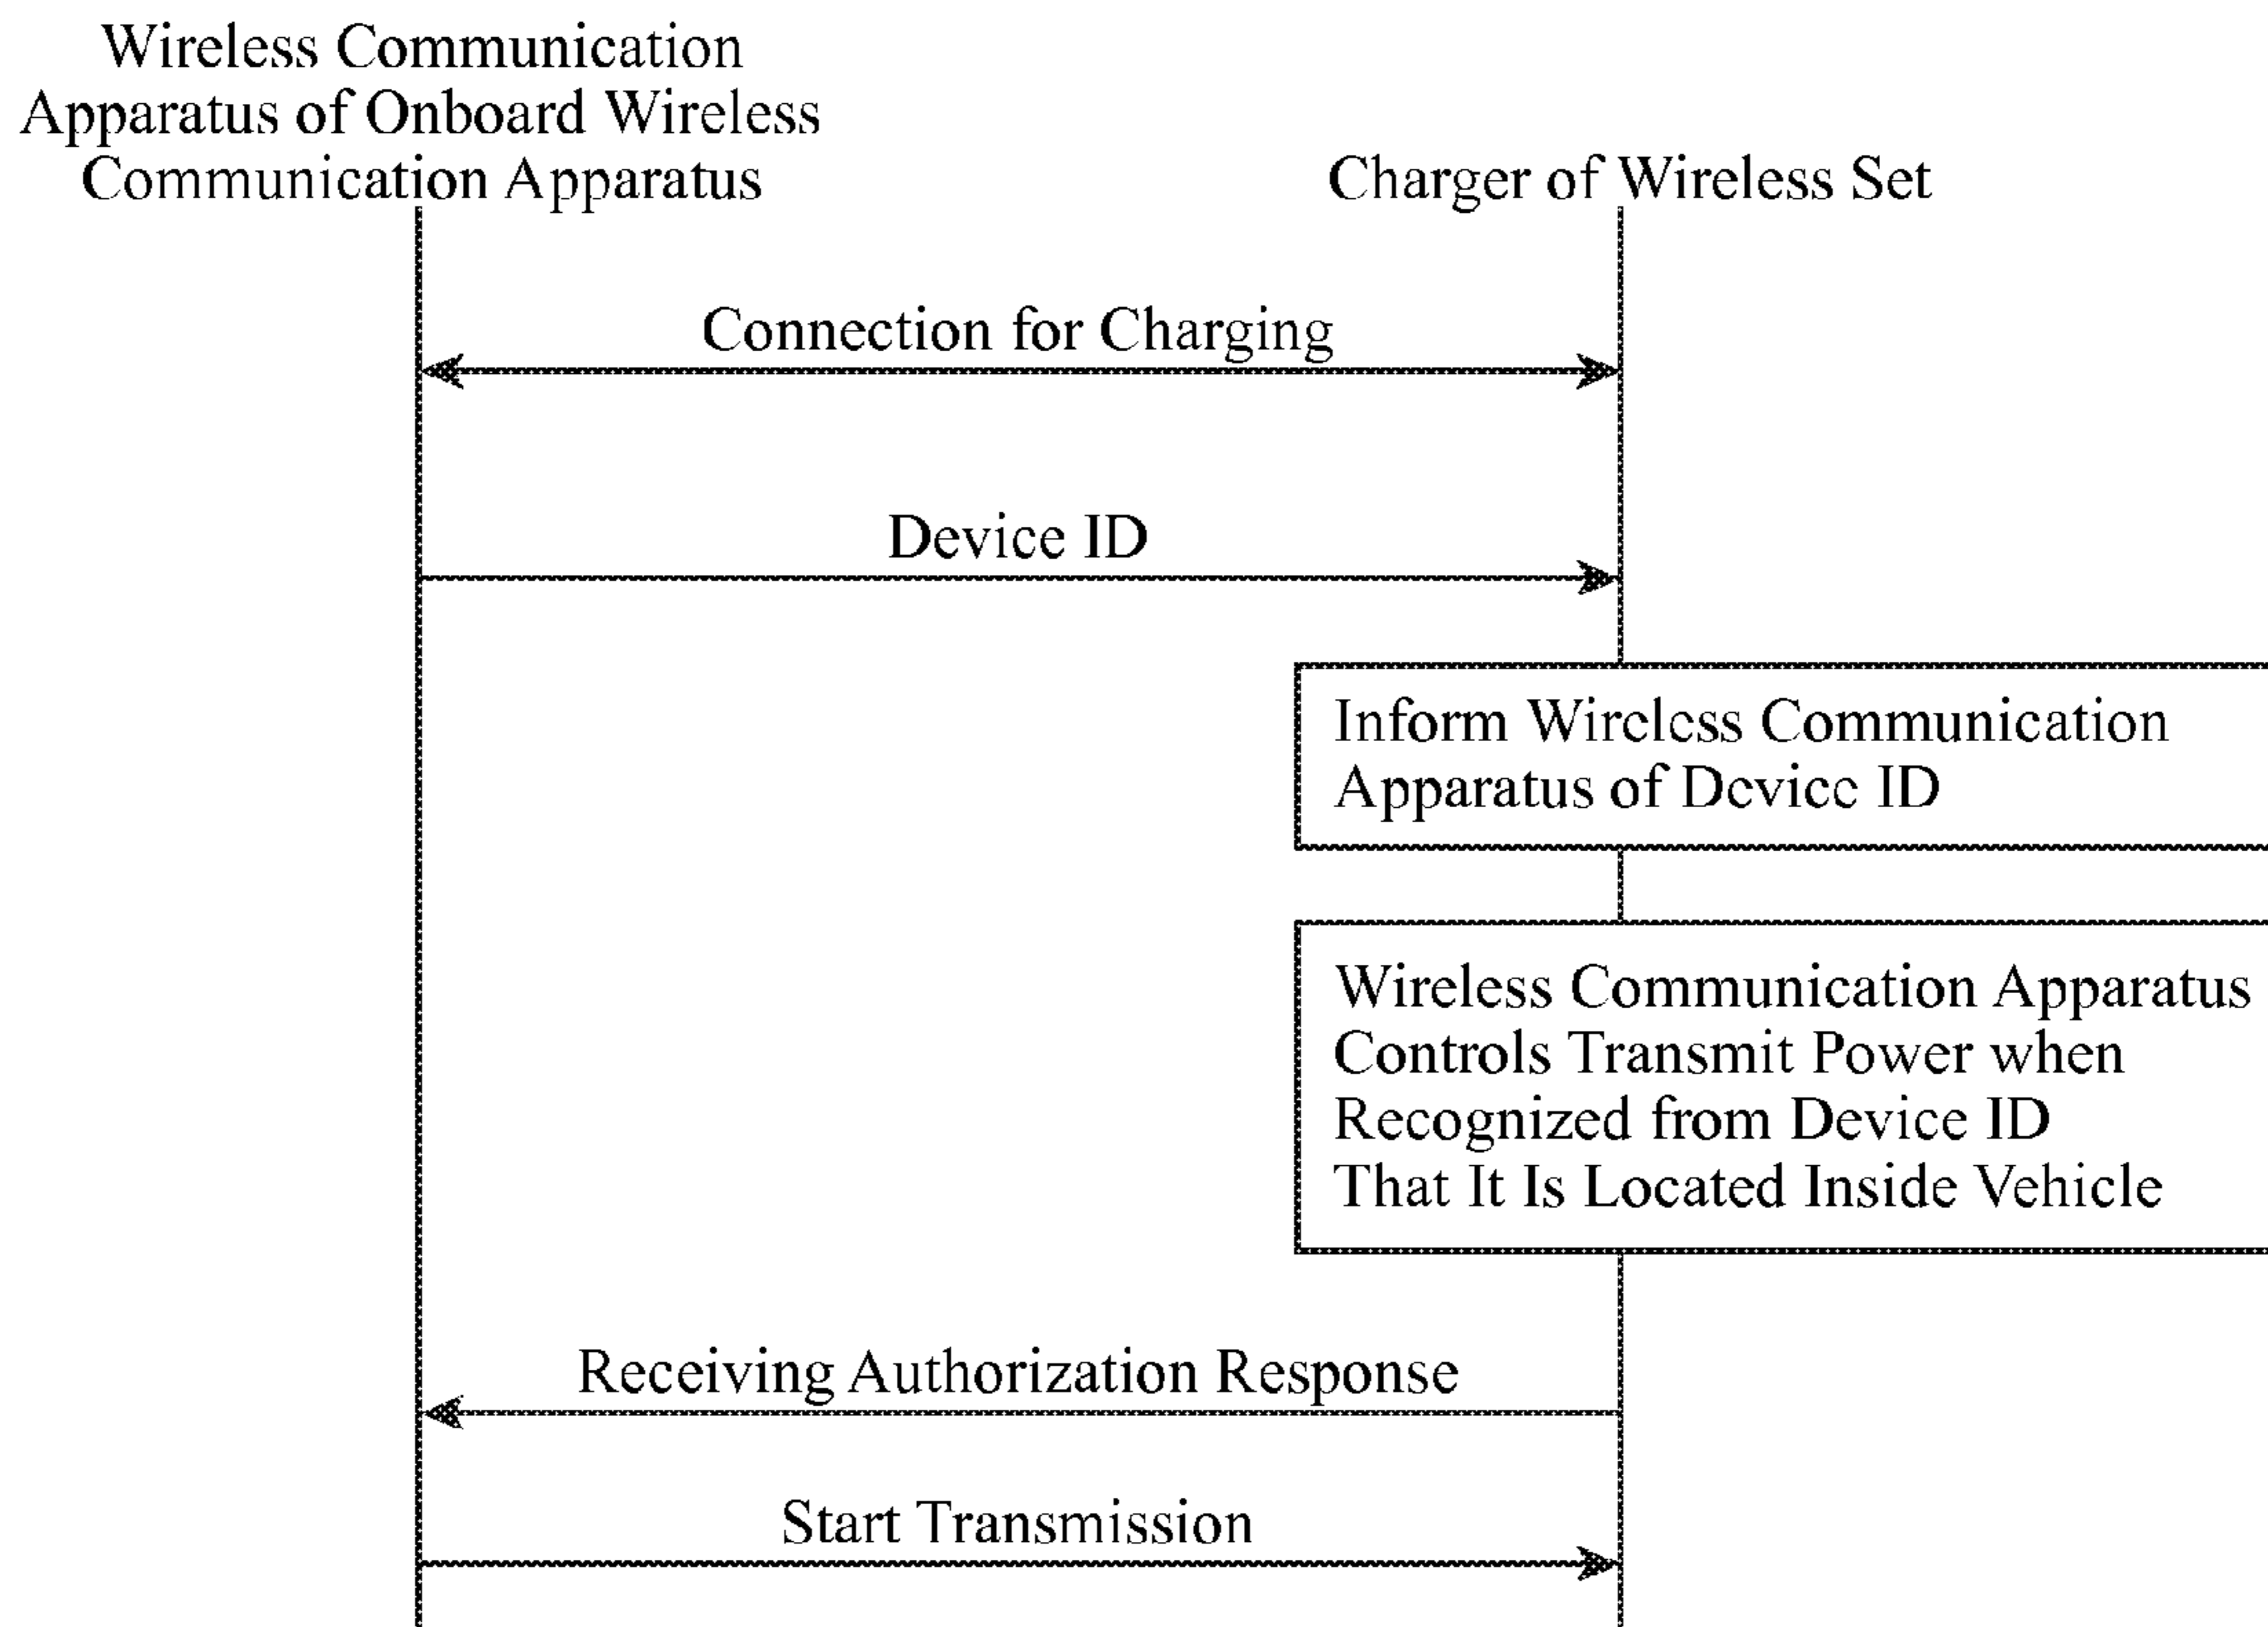 Wireless Communication
Apparatus of Onboard Wireless
Communication Apparatus
Charger of Wireless Set
Connection for Charging
Device ID
Inform Wireless Communication
Apparatus of Device ID
Wireless Communication Apparatus
Controls Transmit Power when
Recognized from Device ID
That It Is Located Inside Vehicle
Receiving Authorization Response
Start Transmission